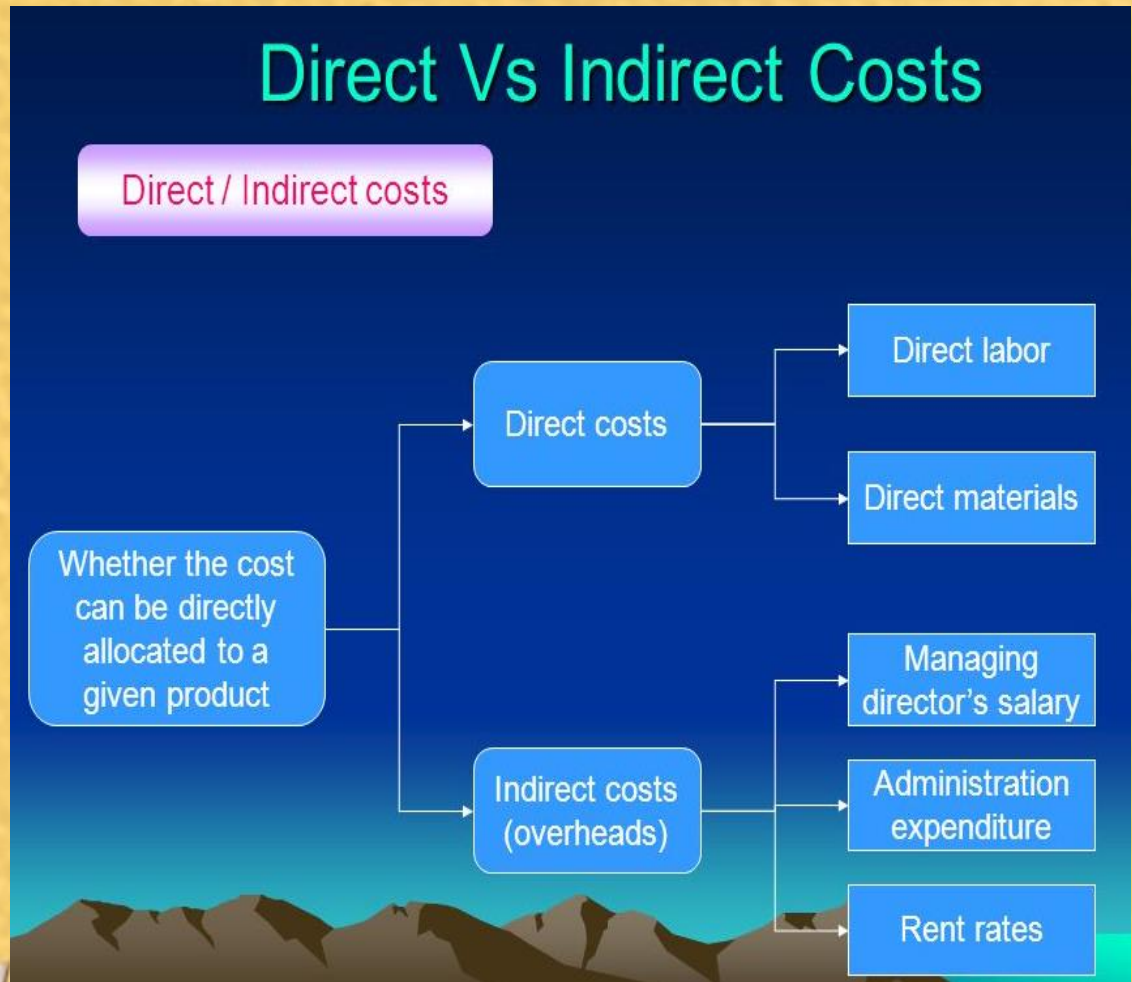 Direct Vs Indirect Costs
Direct / Indirect costs
Whether the cost
can be directly
allocated to a
given product
Direct costs
Direct labor
Direct materials
Indirect costs
(overheads)
Managing
director’s salary
Administration
expenditure
Rent rates